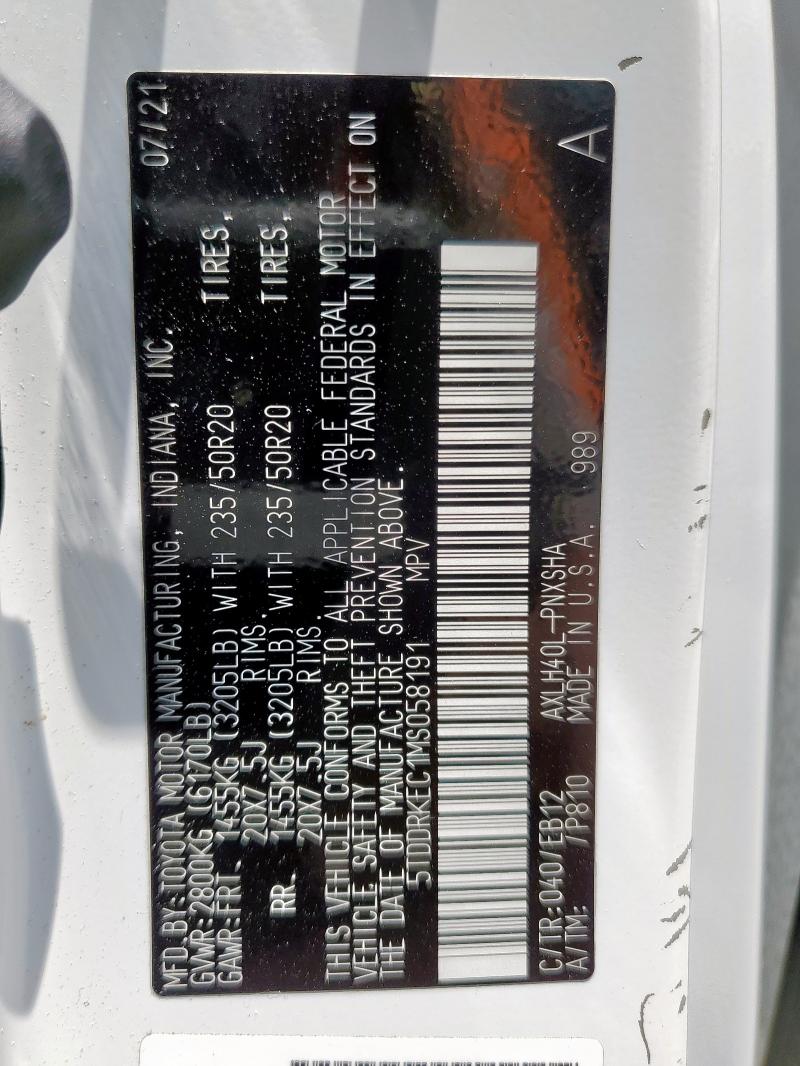 MFD.BY:TOYOTA MOTOR MANUFACTURING, INDIANA, INC. 07/21
GVWR:2800KG (6170LB)
GAWR:FRT. 1455KG (3205LB) WITH 235/50R20 TIRES,
20X7.5J RIMS.
RR. 1455KG (3205LB) WITH 235/50R20 TIRES,
20X7.5J RIMS.
THIS VEHICLE CONFORMS TO ALL APPLICABLE FEDERAL MOTOR
VEHICLE SAFETY AND THEFT PREVENTION STANDARDS IN EFFECT ON
THE DATE OF MANUFACTURE SHOWN ABOVE.
5TDDRKEC1MS058191 MPV
C/TR:040/EB12 AXLH40L-PNXSHA
A/TM: /P810 MADE IN U.S.A. 989 A